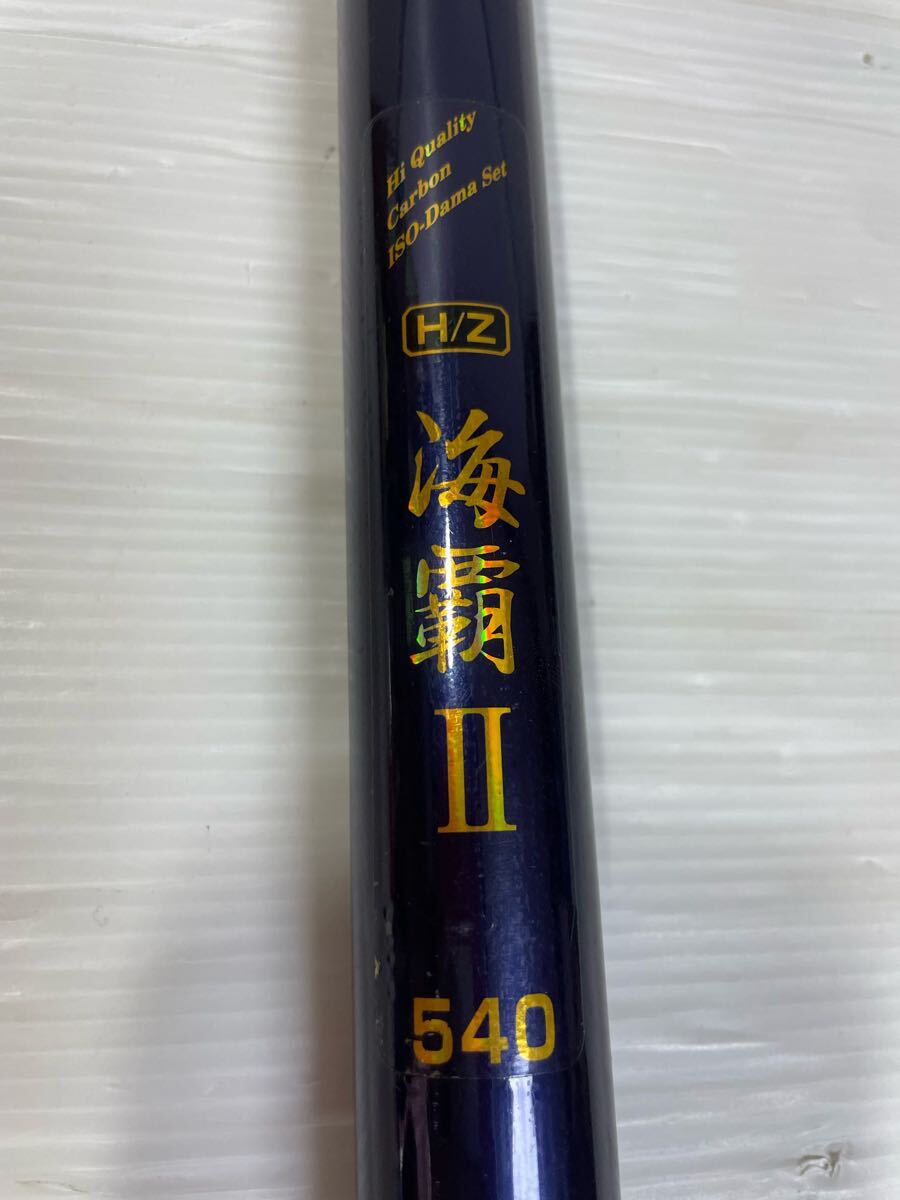 Hi Quality
Carbon
ISO-Dama Set
H/Z
海覇
II
540